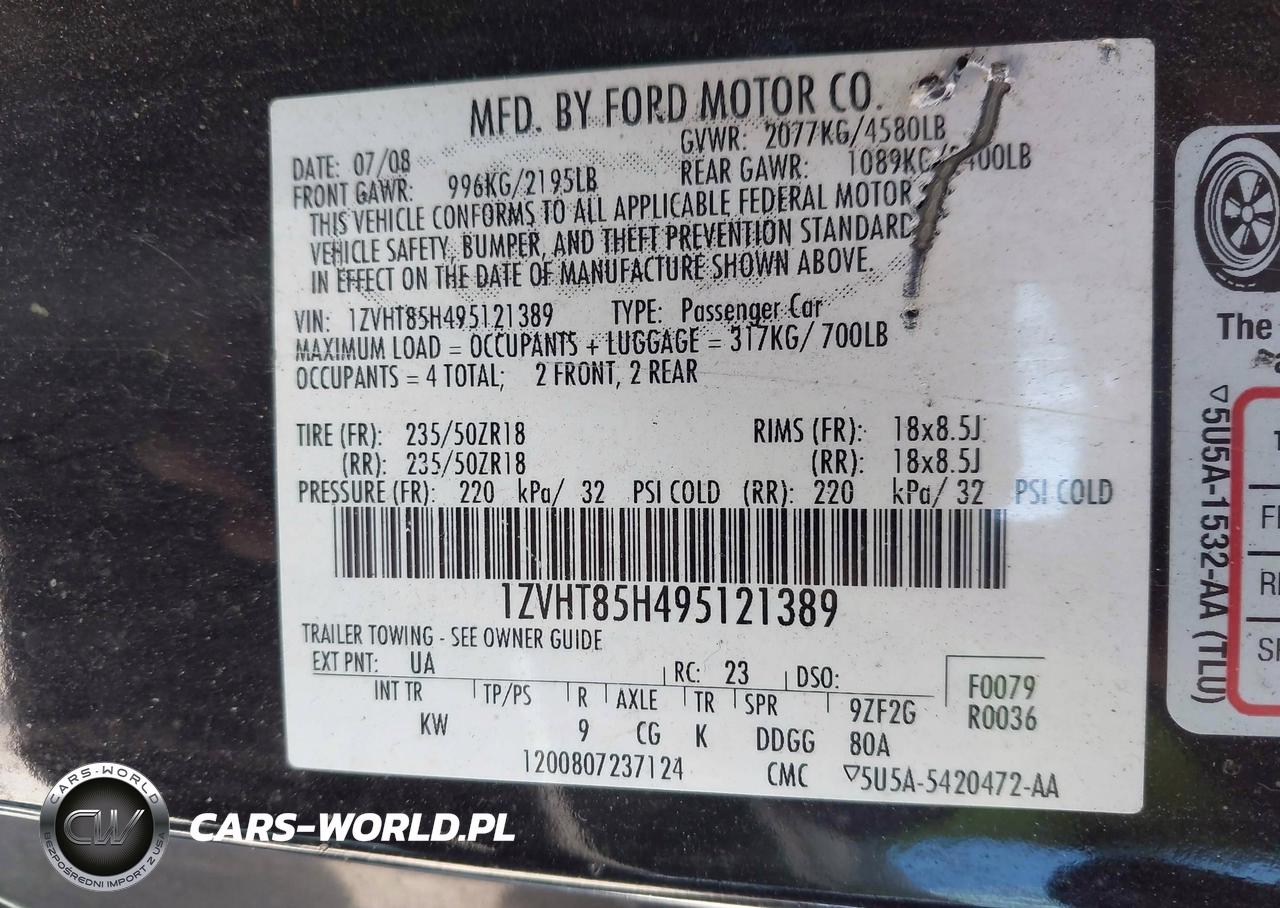 MFD. BY FORD MOTOR CO.
DATE: 07/08 GVWR: 2077KG/4580LB
FRONT GAWR: 996KG/2195LB REAR GAWR: 1089KG/2400LB
THIS VEHICLE CONFORMS TO ALL APPLICABLE FEDERAL MOTOR
VEHICLE SAFETY, BUMPER, AND THEFT PREVENTION STANDARD
IN EFFECT ON THE DATE OF MANUFACTURE SHOWN ABOVE.
VIN: 1ZVHT85H495121389 TYPE: Passenger Car
MAXIMUM LOAD = OCCUPANTS + LUGGAGE = 317KG/ 700LB
OCCUPANTS = 4 TOTAL; 2 FRONT, 2 REAR
TIRE (FR): 235/50ZR18 RIMS (FR): 18x8.5J
(RR): 235/50ZR18 (RR): 18x8.5J
PRESSURE (FR): 220 kPa/ 32 PSI COLD (RR): 220 kPa/ 32 PSI COLD
1ZVHT85H495121389
TRAILER TOWING - SEE OWNER GUIDE
EXT PNT: UA RC: 23 DSO:
INT TR TP/PS R AXLE TR SPR 9ZF2G
KW 9 CG K DDGG 80A
F0079
R0036
1200807237124 CMC ▽5U5A-5420472-AA
The
▽5U5A-1532-AA (TLU)
CARS-WORLD
CW
BEZPOŚREDNI IMPORT Z USA
CARS-WORLD.PL